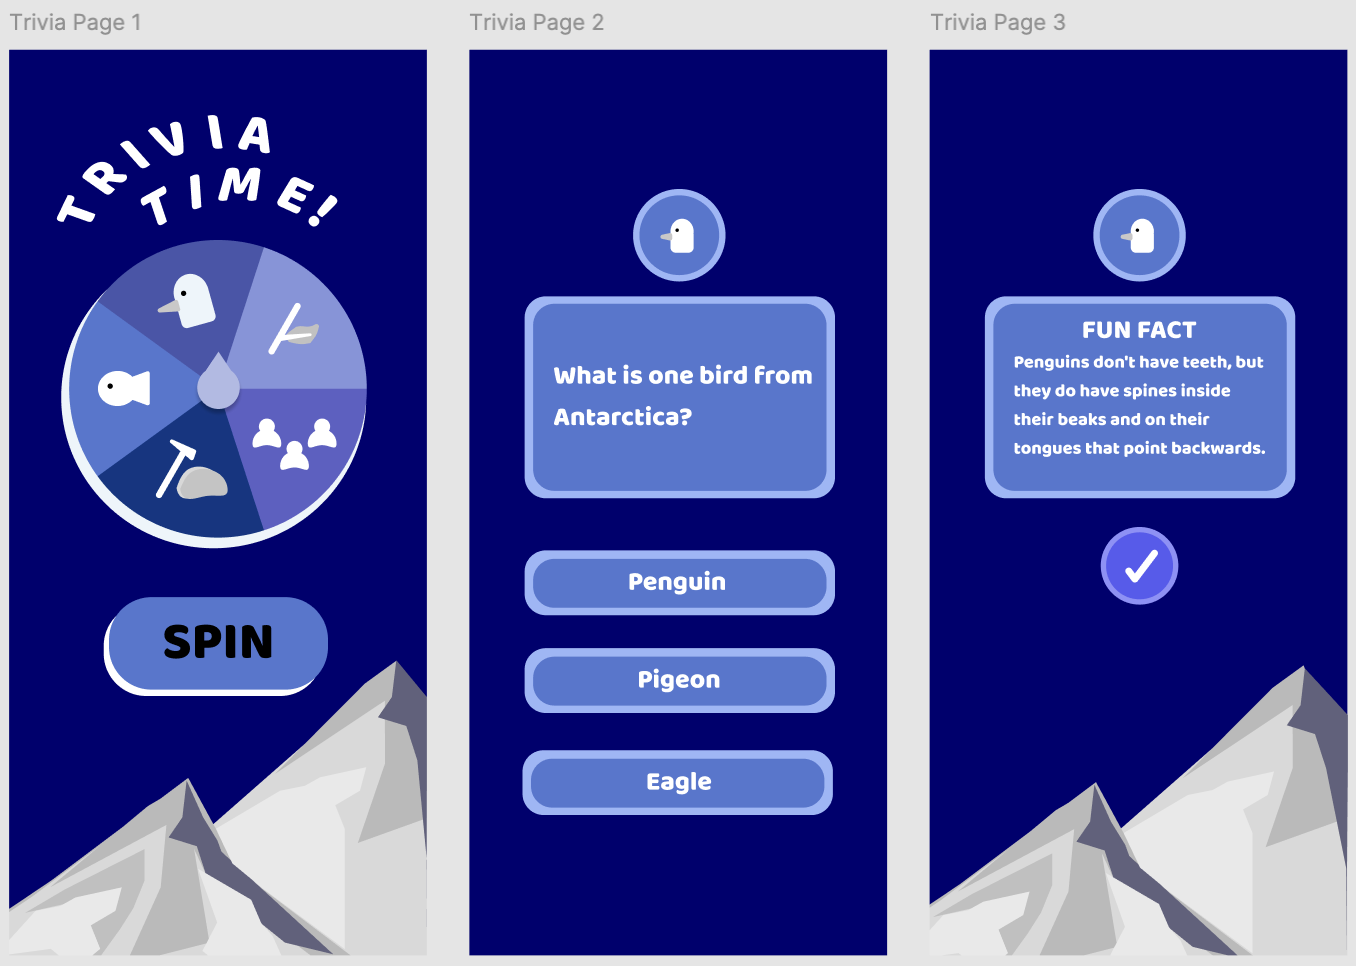 Trivia Page 1
TRIVIA
TIME!
SPIN
Trivia Page 2
What is one bird from
Antarctica?
Penguin
Pigeon
Eagle
Trivia Page 3
FUN FACT
Penguins don't have teeth, but
they do have spines inside
their beaks and on their
tongues that point backwards.